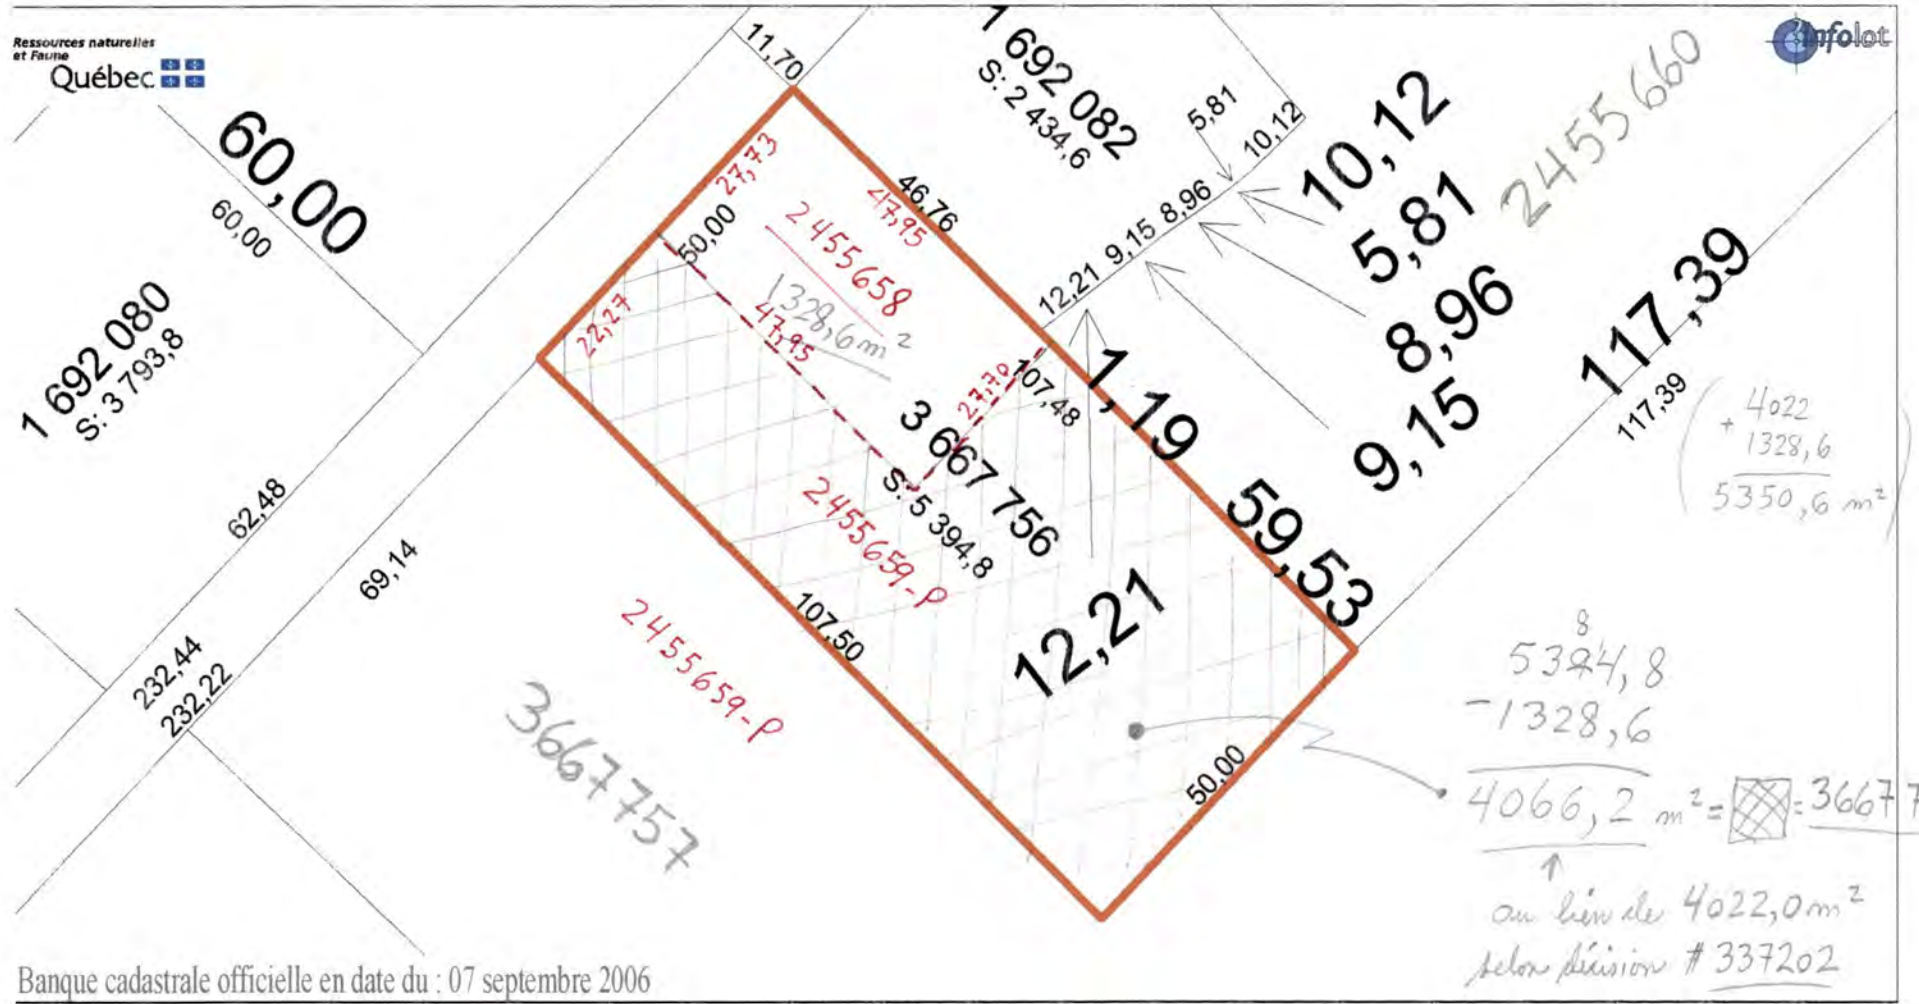 Ressources naturelles
et Faune
Québec
Infolot
11,70
1 692 082
S: 2 434,6
5,81
10,12
10,12
5,81
8,96
9,15
2455660
60,00
60,00
27,73
46,76
47,95
12,21 9,15 8,96
50,00
2455658
1328,6 m²
47,95
22,27
1 692 080
S: 3 793,8
27,70
107,48
1,19
117,39
117,39
4022
+ 1328,6
5350,6 m²
3 667 756
S: 5 394,8
59,53
62,48
69,14
2455659-P
107,50
12,21
2455659-P
232,44
232,22
3667757
50,00
8
5394,8
-1328,6
4066,2 m² = = 36677
ou bien de 4022,0 m²
selon décision # 337202
Banque cadastrale officielle en date du : 07 septembre 2006